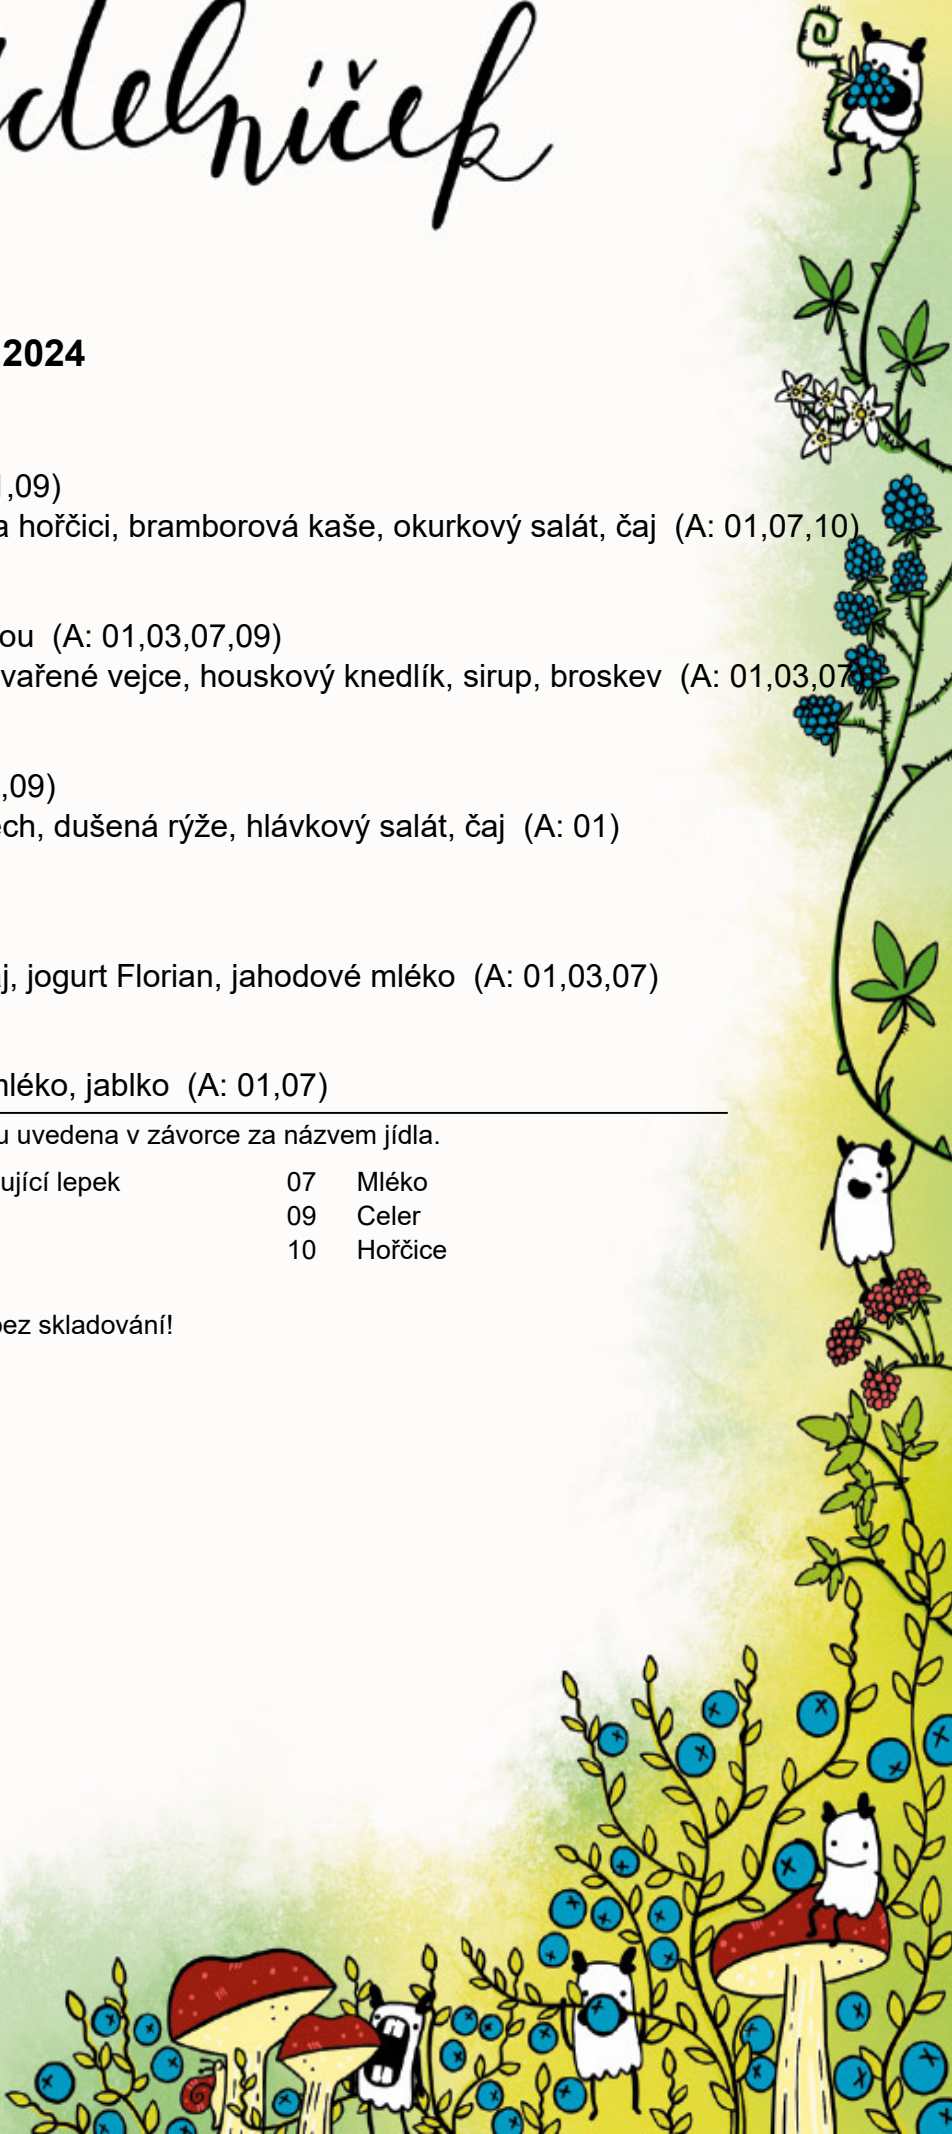 delníček
.2024
,09)
a hořčici, bramborová kaše, okurkový salát, čaj (A: 01,07,10)
ou (A: 01,03,07,09)
vařené vejce, houskový knedlík, sirup, broskev (A: 01,03,07)
,09)
ech, dušená rýže, hlávkový salát, čaj (A: 01)
j, jogurt Florian, jahodové mléko (A: 01,03,07)
mléko, jablko (A: 01,07)
u uvedena v závorce za názvem jídla.
ující lepek 07 Mléko
09 Celer
10 Hořčice
bez skladování!